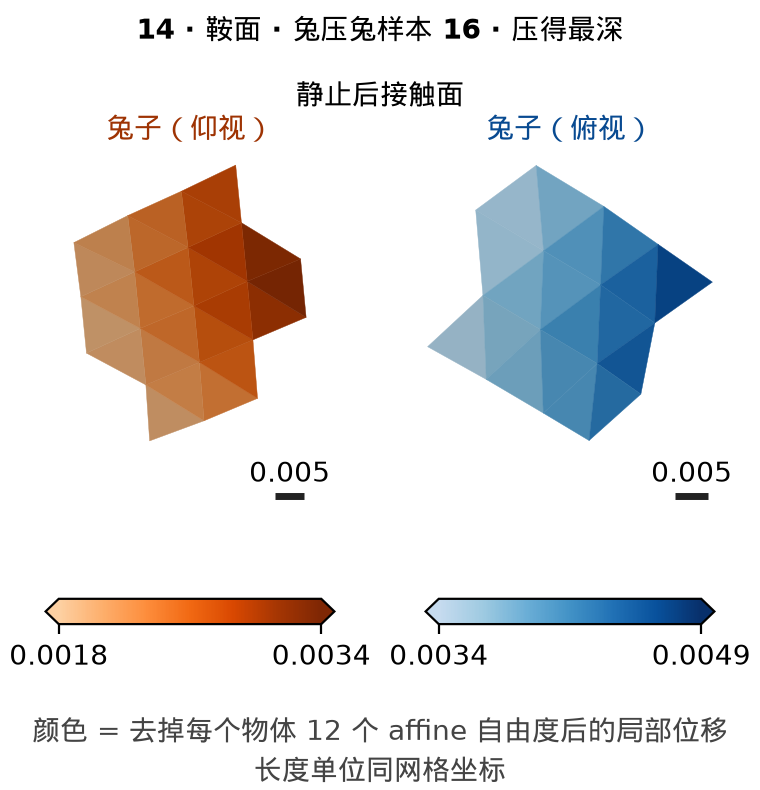 14 · 鞍面 · 兔压兔样本 16 · 压得最深
静止后接触面
兔子（仰视）
兔子（俯视）
0.005
0.005
0.0018
0.0034
0.0034
0.0049
颜色 = 去掉每个物体 12 个 affine 自由度后的局部位移
长度单位同网格坐标